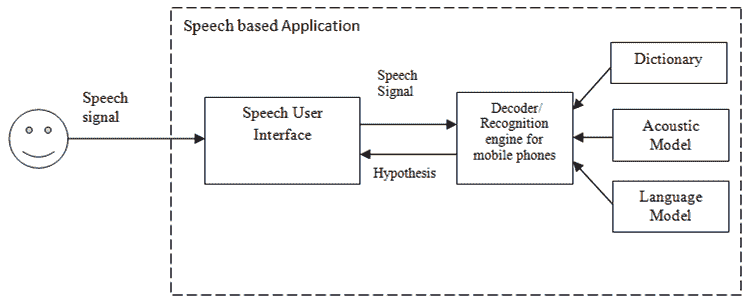 Speech based Application
Speech
signal
Speech User
Interface
Speech
Signal
Hypothesis
Decoder/
Recognition
engine for
mobile phones
Dictionary
Acoustic
Model
Language
Model